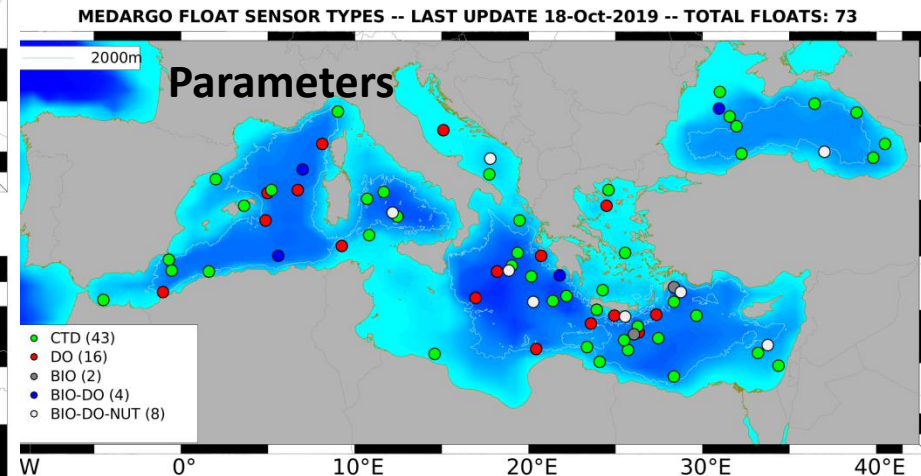 MEDARGO FLOAT SENSOR TYPES -- LAST UPDATE 18-Oct-2019 -- TOTAL FLOATS: 73
2000m
Parameters
CTD (43)
DO (16)
BIO (2)
BIO-DO (4)
BIO-DO-NUT (8)
W 0° 10°E 20°E 30°E 40°E